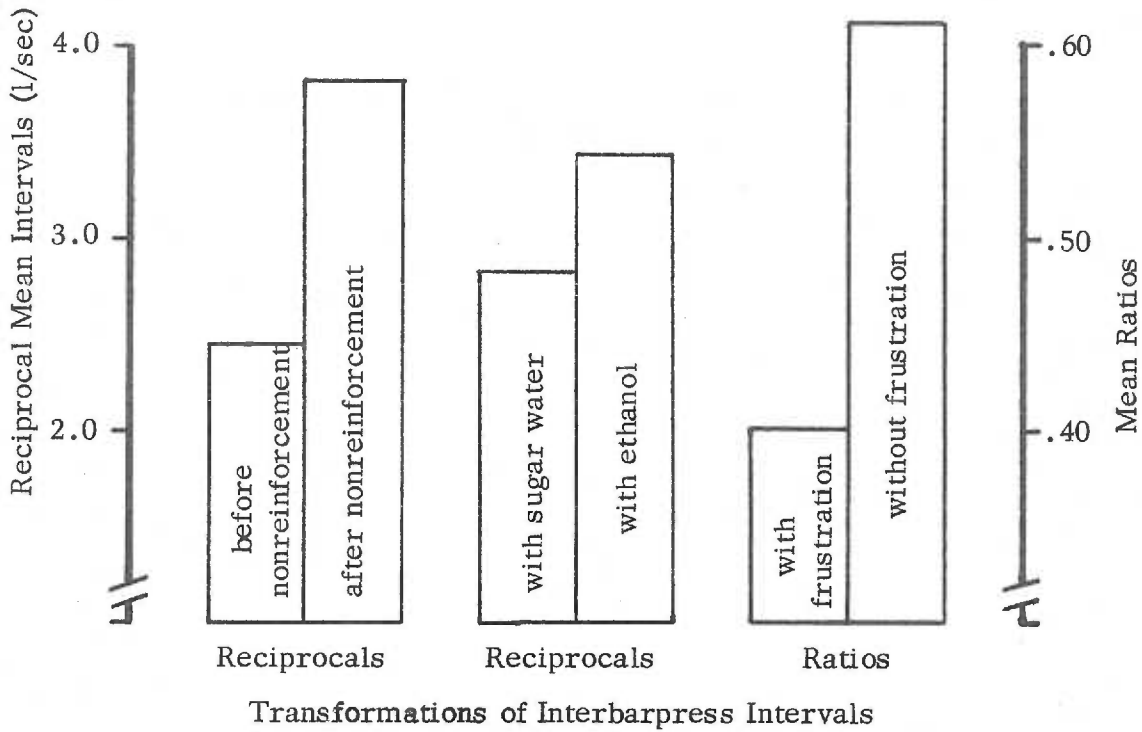 Reciprocal Mean Intervals (1/sec)
4.0
3.0
2.0
before
nonreinforcement
after nonreinforcement
with sugar water
with ethanol
with
frustration
without frustration
.60
.50
.40
Mean Ratios
Reciprocals
Reciprocals
Ratios
Transformations of Interbarpress Intervals